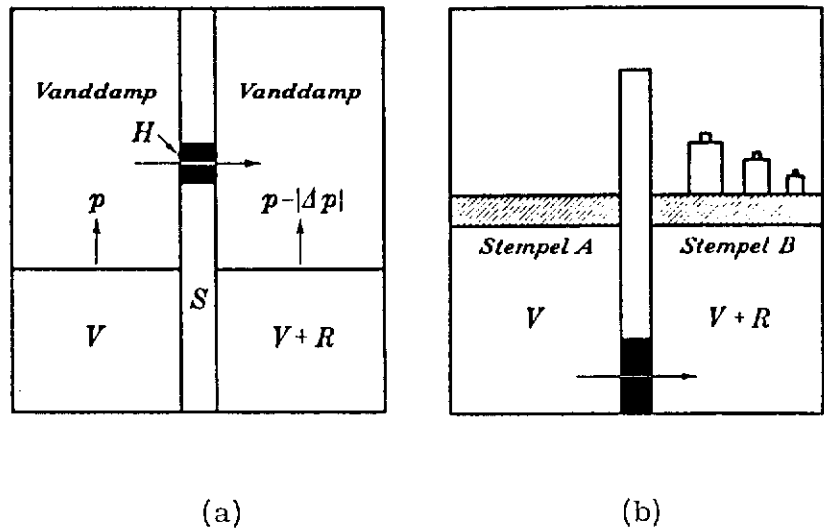 Vanddamp Vanddamp
H
p p-|Δp|
S
V V + R
Stempel A Stempel B
V V + R
(a) (b)